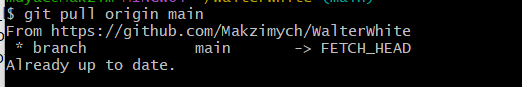 $ git pull origin main
From https://github.com/Makzimych/WalterWhite
 * branch            main       -> FETCH_HEAD
Already up to date.